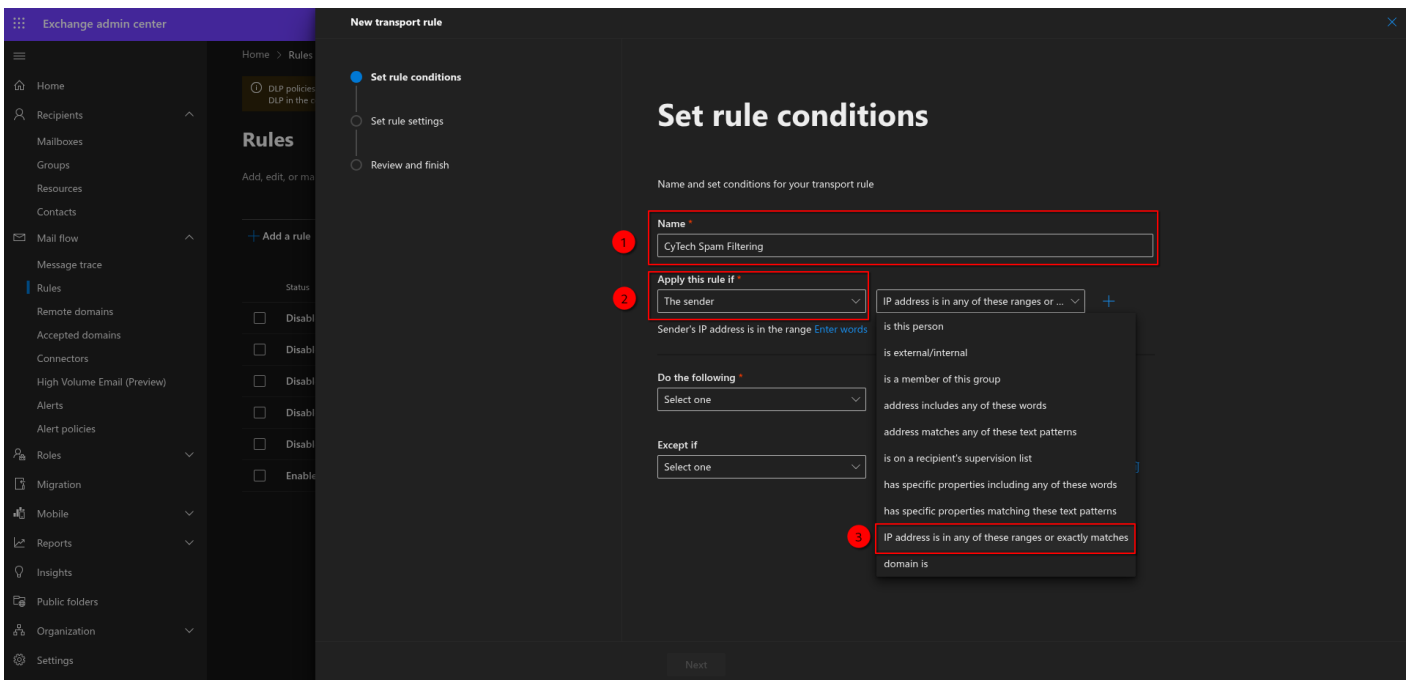 Exchange admin center
New transport rule
Home
Recipients
Mailboxes
Groups
Resources
Contacts
Mail flow
Message trace
Rules
Remote domains
Accepted domains
Connectors
High Volume Email (Preview)
Alerts
Alert policies
Roles
Migration
Mobile
Reports
Insights
Public folders
Organization
Settings
Home > Rules
DLP policies
DLP in the
Rules
Add, edit, or ma
+ Add a rule
Status
Disabl
Disabl
Disabl
Disabl
Disabl
Enable
Set rule conditions
Set rule settings
Review and finish
Set rule conditions
Name and set conditions for your transport rule
Name *
1
CyTech Spam Filtering
Apply this rule if *
2
The sender
IP address is in any of these ranges or ...
Sender's IP address is in the range Enter words
is this person
is external/internal
is a member of this group
address includes any of these words
address matches any of these text patterns
is on a recipient's supervision list
has specific properties including any of these words
has specific properties matching these text patterns
3
IP address is in any of these ranges or exactly matches
domain is
Do the following *
Select one
Except if
Select one
Next